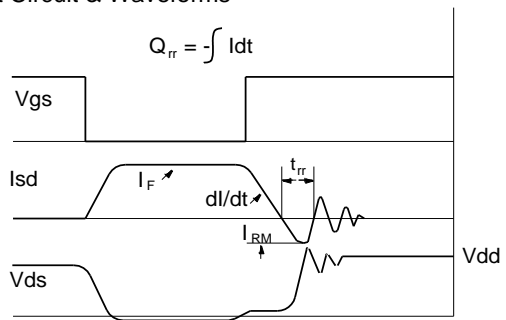 Circuit & Waveforms
Qrr = -∫ Idt
Vgs
Isd
IF
dI/dt
trr
IRM
Vds
Vdd